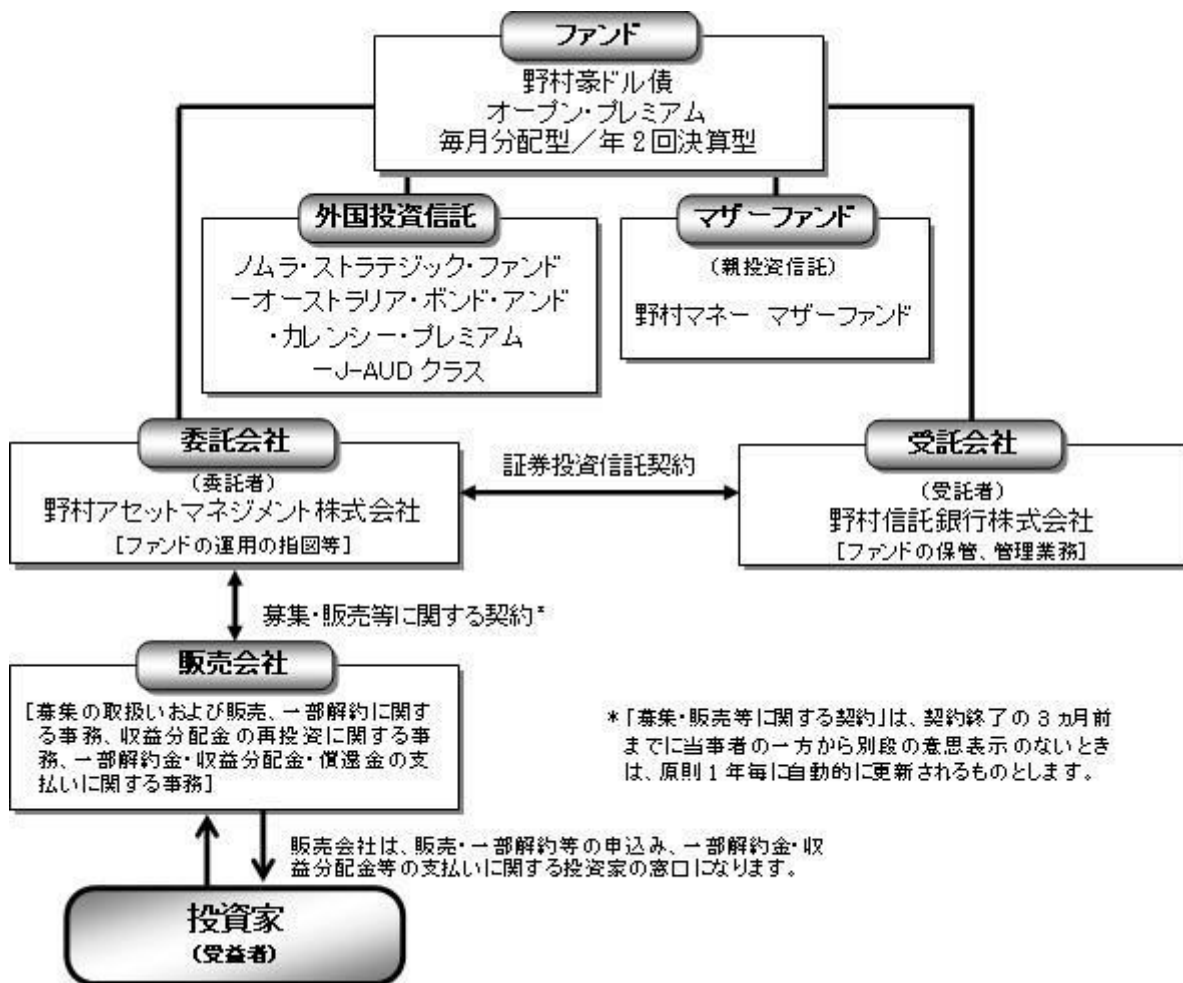 ファンド
野村豪ドル債
オープン・プレミアム
毎月分配型／年２回決算型
外国投資信託
ノムラ・ストラテジック・ファンド
－オーストラリア・ボンド・アンド
・カレンシー・プレミアム
－J-AUD クラス
マザーファンド
（親投資信託）
野村マネー マザーファンド
委託会社
（委託者）
野村アセットマネジメント株式会社
［ファンドの運用の指図等］
証券投資信託契約
受託会社
（受託者）
野村信託銀行株式会社
［ファンドの保管、管理業務］
募集・販売等に関する契約*
販売会社
［募集の取扱いおよび販売、一部解約に関す
る事務、収益分配金の再投資に関する事
務、一部解約金・収益分配金・償還金の支
払いに関する事務］
*「募集・販売等に関する契約」は、契約終了の３ヵ月前
までに当事者の一方から別段の意思表示のないとき
は、原則１年毎に自動的に更新されるものとします。
販売会社は、販売・一部解約等の申込み、一部解約金・収
益分配金等の支払いに関する投資家の窓口になります。
投資家
（受益者）